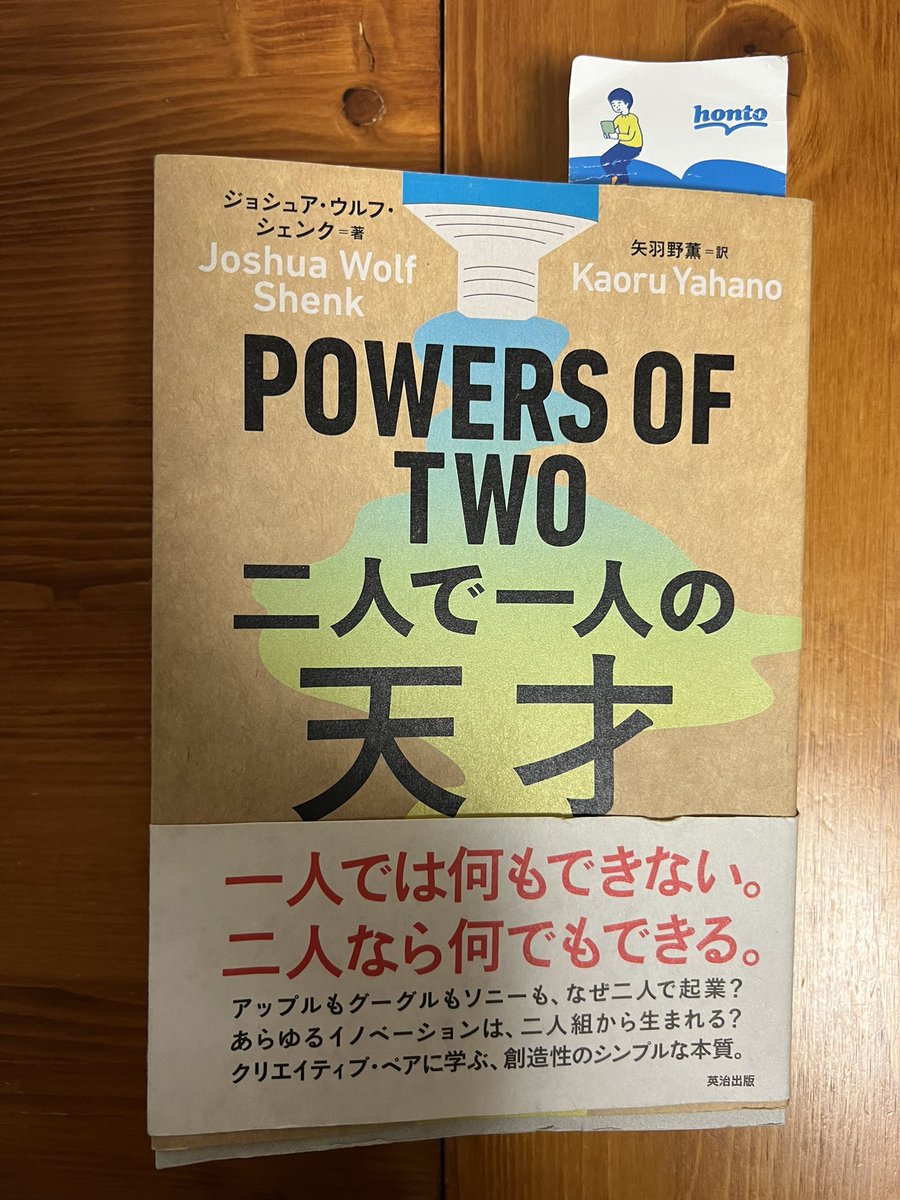 honto
ジョシュア・ウルフ・
シェンク=著
Joshua Wolf
Shenk
矢羽野薫=訳
Kaoru Yahano
POWERS OF
TWO
二人で一人の
天才
一人では何もできない。
二人なら何でもできる。
アップルもグーグルもソニーも、なぜ二人で起業?
あらゆるイノベーションは、二人組から生まれる?
クリエイティブ・ペアに学ぶ、創造性のシンプルな本質。
英治出版